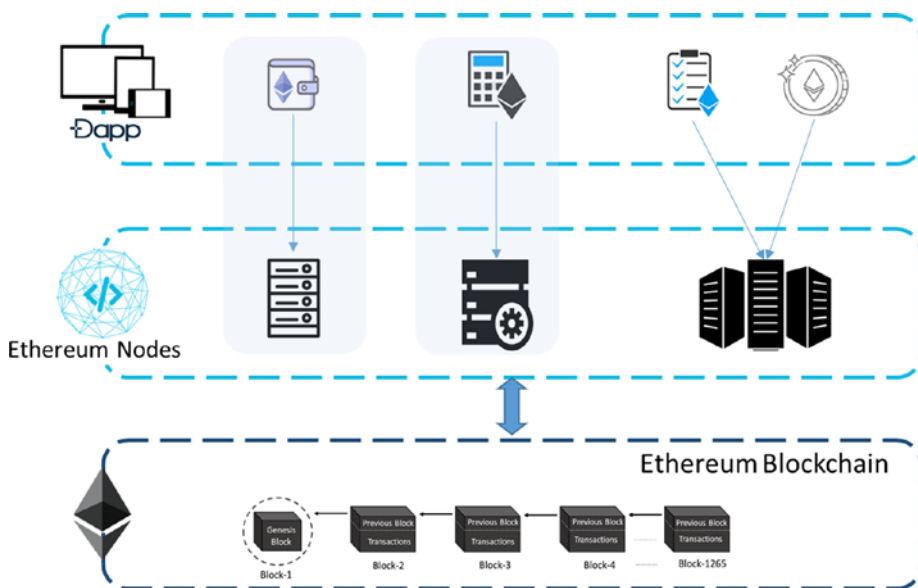 Dapp
Ethereum Nodes
Ethereum Blockchain
Genesis
Block
Block-1
Previous Block
Transactions
Block-2
Previous Block
Transactions
Block-3
Previous Block
Transactions
Block-4
Previous Block
Transactions
Block-1265